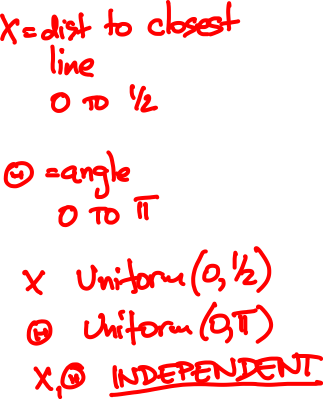 X = dist to closest
line
0 TO 1/2
Ⓗ = angle
0 TO π
X Uniform (0, 1/2)
Ⓗ Uniform (0, π)
X, Ⓗ INDEPENDENT